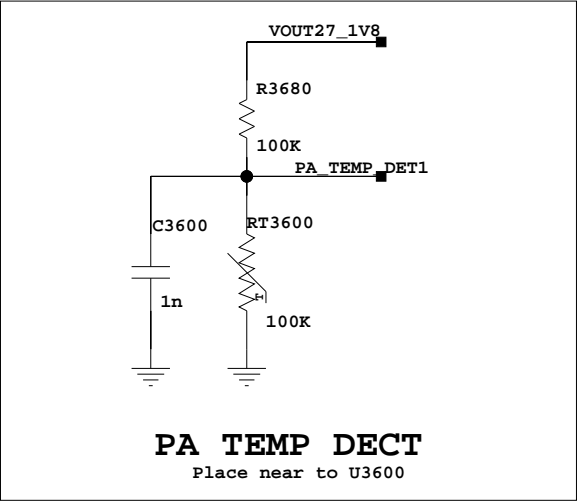 VOUT27_1V8
R3680
100K
PA_TEMP_DET1
C3600
RT3600
T
1n
100K
PA TEMP DECT
Place near to U3600